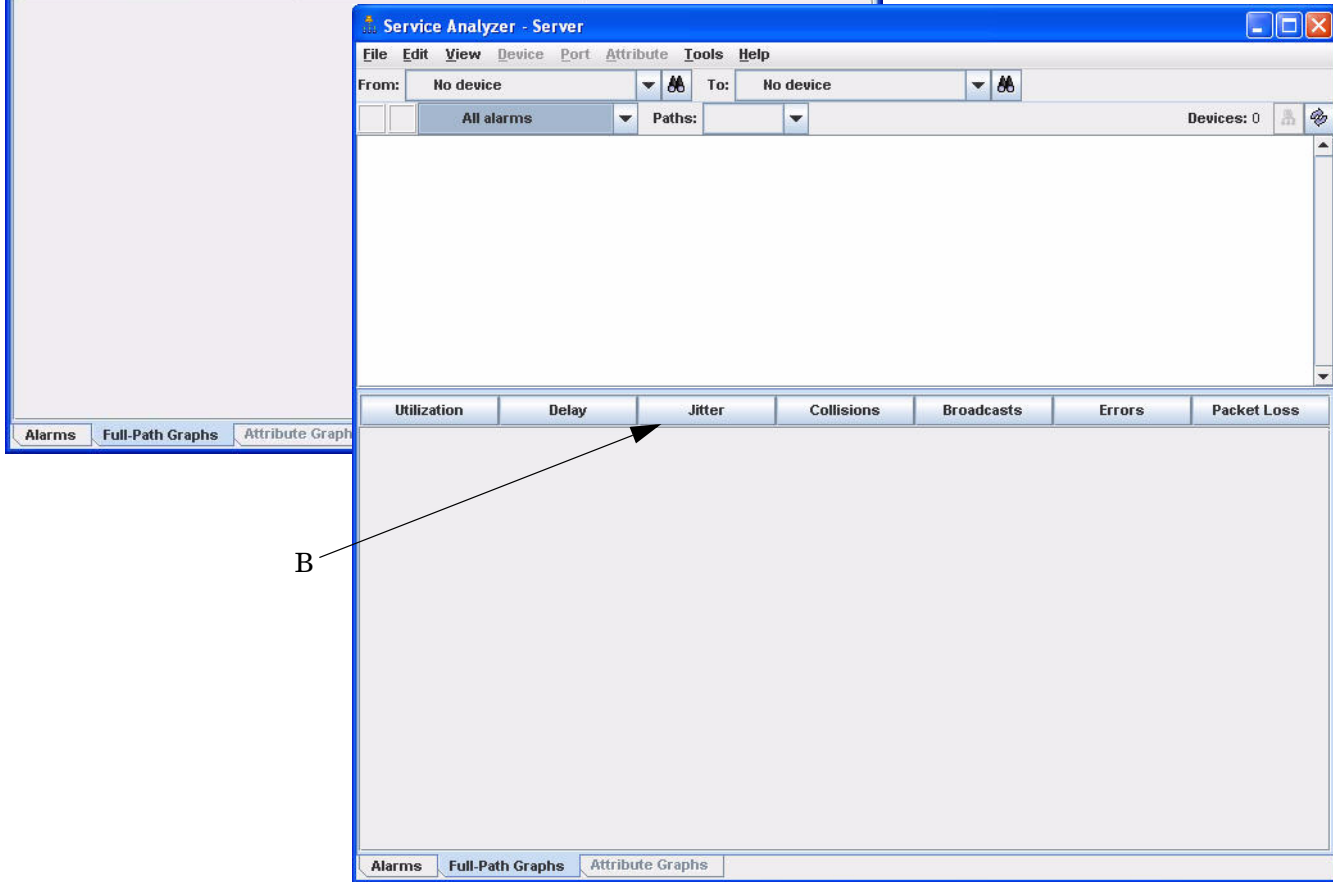 Service Analyzer - Server
File Edit View Device Port Attribute Tools Help
From: No device To: No device
All alarms Paths: Devices: 0
Utilization Delay Jitter Collisions Broadcasts Errors Packet Loss
Alarms Full-Path Graphs Attribute Graph
B
Alarms Full-Path Graphs Attribute Graphs